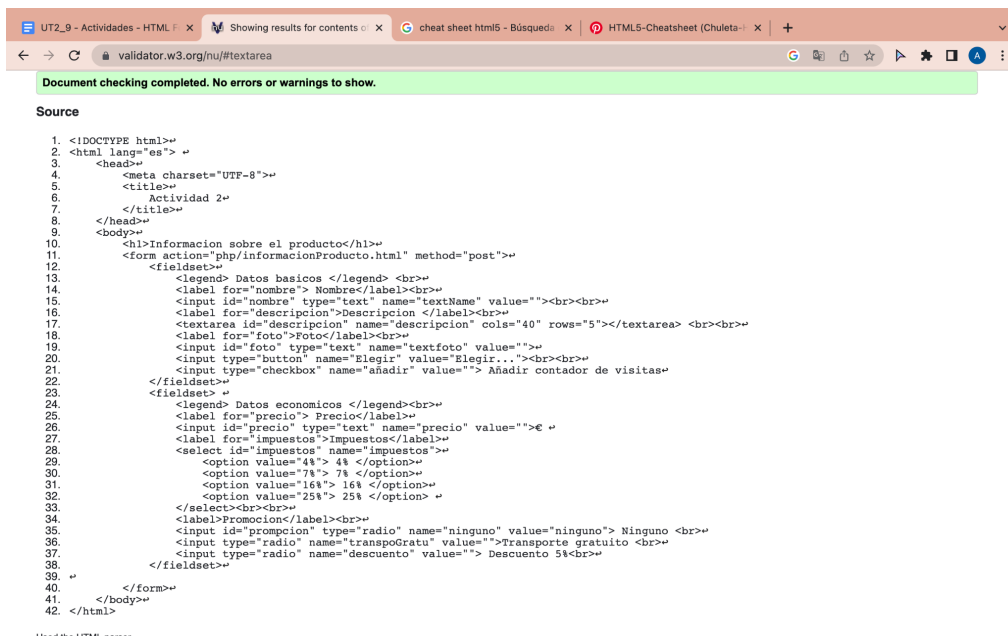 UT2_9 - Actividades - HTML F
Showing results for contents o
cheat sheet html5 - Búsqueda
HTML5-Cheatsheet (Chuleta-H
validator.w3.org/nu/#textarea
A
Document checking completed. No errors or warnings to show.
Source
1. <!DOCTYPE html>↩
2. <html lang="es"> ↩
3. <head>↩
4. <meta charset="UTF-8">↩
5. <title>↩
6. Actividad 2↩
7. </title>↩
8. </head>↩
9. <body>↩
10. <h1>Informacion sobre el producto</h1>↩
11. <form action="php/informacionProducto.html" method="post">↩
12. <fieldset>↩
13. <legend> Datos basicos </legend> <br>↩
14. <label for="nombre"> Nombre</label><br>↩
15. <input id="nombre" type="text" name="textName" value=""><br><br>↩
16. <label for="descripcion">Descripcion </label><br>↩
17. <textarea id="descripcion" name="descripcion" cols="40" rows="5"></textarea> <br><br>↩
18. <label for="foto">Foto</label><br>↩
19. <input id="foto" type="text" name="textfoto" value="">↩
20. <input type="button" name="Elegir" value="Elegir..."><br><br>↩
21. <input type="checkbox" name="añadir" value=""> Añadir contador de visitas↩
22. </fieldset>↩
23. <fieldset> ↩
24. <legend> Datos economicos </legend><br>↩
25. <label for="precio"> Precio</label>↩
26. <input id="precio" type="text" name="precio" value="">€ ↩
27. <label for="impuestos">Impuestos</label>↩
28. <select id="impuestos" name="impuestos">↩
29. <option value="4%"> 4% </option>↩
30. <option value="7%"> 7% </option>↩
31. <option value="16%"> 16% </option>↩
32. <option value="25%"> 25% </option> ↩
33. </select><br><br>↩
34. <label>Promocion</label><br>↩
35. <input id="prompcion" type="radio" name="ninguno" value="ninguno"> Ninguno <br>↩
36. <input type="radio" name="transpoGratu" value="">Transporte gratuito <br>↩
37. <input type="radio" name="descuento" value=""> Descuento 5%<br>↩
38. </fieldset>↩
39. ↩
40. </form>↩
41. </body>↩
42. </html>